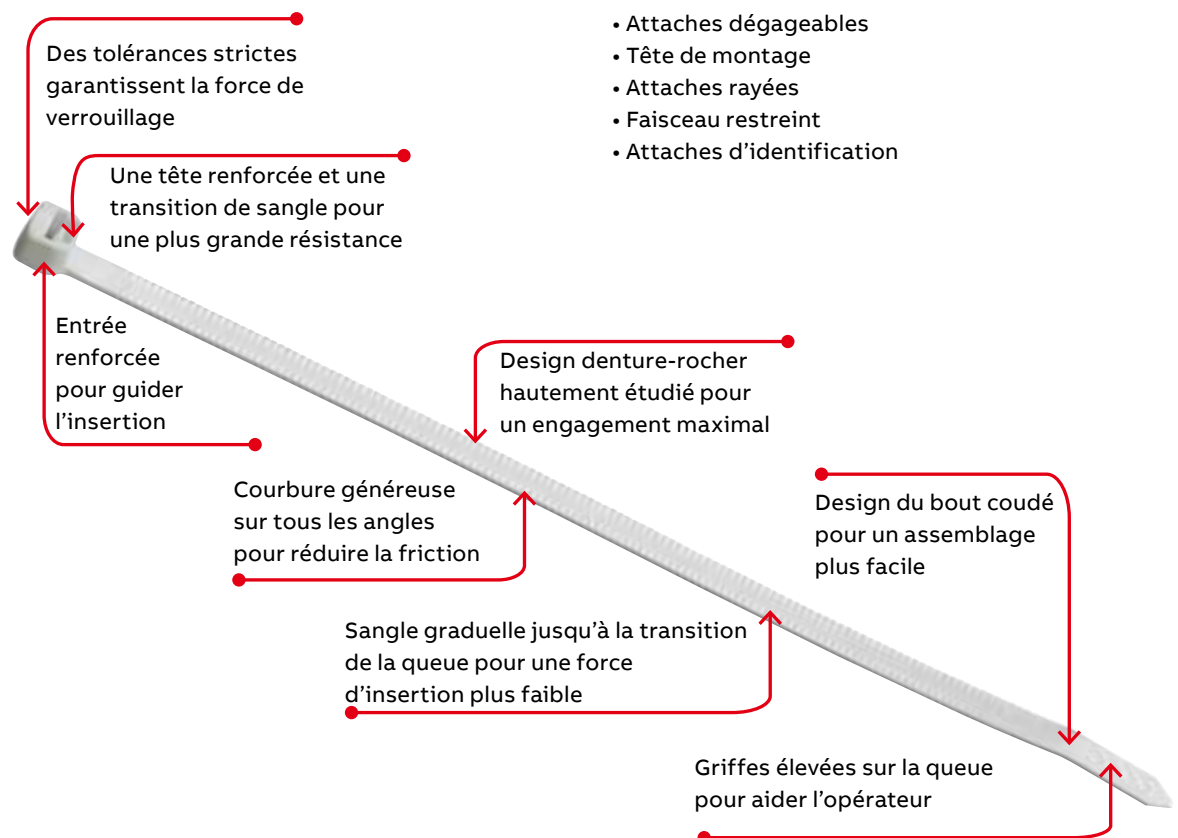 Des tolérances strictes
garantissent la force de
verrouillage
• Attaches dégageables
• Tête de montage
• Attaches rayées
• Faisceau restreint
• Attaches d’identification
Une tête renforcée et une
transition de sangle pour
une plus grande résistance
Entrée
renforcée
pour guider
l’insertion
Design denture-rocher
hautement étudié pour
un engagement maximal
Courbure généreuse
sur tous les angles
pour réduire la friction
Design du bout coudé
pour un assemblage
plus facile
Sangle graduelle jusqu’à la transition
de la queue pour une force
d’insertion plus faible
Griffes élevées sur la queue
pour aider l’opérateur